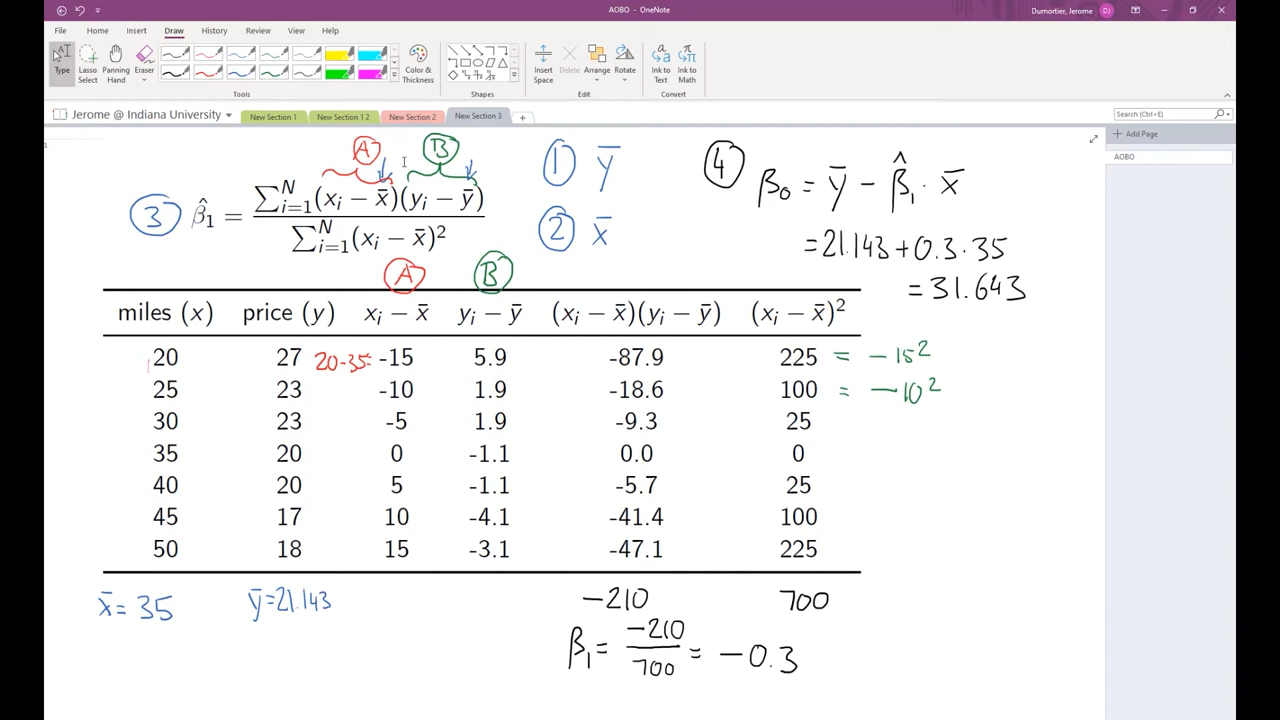 AOBO - OneNote
Dumortier, Jerome DJ
File Home Insert Draw History Review View Help
Type Lasso Select Panning Hand Eraser Color & Thickness Insert Space Delete Arrange Rotate Ink to Text Ink to Math
Tools Shapes Edit Convert
Jerome @ Indiana University New Section 1 New Section 1 2 New Section 2 New Section 3 + Search (Ctrl+E)
+ Add Page
AOBO
A B
③ β̂₁ = ∑ᵢ₌₁ᴺ(xᵢ − x̄)(yᵢ − ȳ) / ∑ᵢ₌₁ᴺ(xᵢ − x̄)²
① ȳ
② x̄
④ β₀ = ȳ − β̂₁ · x̄
= 21.143 + 0.3 · 35
= 31.643
A B
miles (x) price (y) xᵢ − x̄ yᵢ − ȳ (xᵢ − x̄)(yᵢ − ȳ) (xᵢ − x̄)²
20 27 20-35= -15 5.9 -87.9 225 = -15²
25 23 -10 1.9 -18.6 100 = -10²
30 23 -5 1.9 -9.3 25
35 20 0 -1.1 0.0 0
40 20 5 -1.1 -5.7 25
45 17 10 -4.1 -41.4 100
50 18 15 -3.1 -47.1 225
x̄ = 35 ȳ = 21.143 -210 700
β₁ = -210 / 700 = -0.3